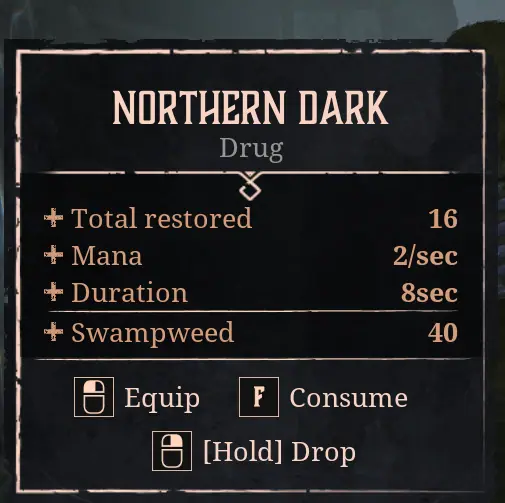 NORTHERN DARK
Drug
Total restored 16
Mana 2/sec
Duration 8sec
Swampweed 40
Equip F Consume
[Hold] Drop